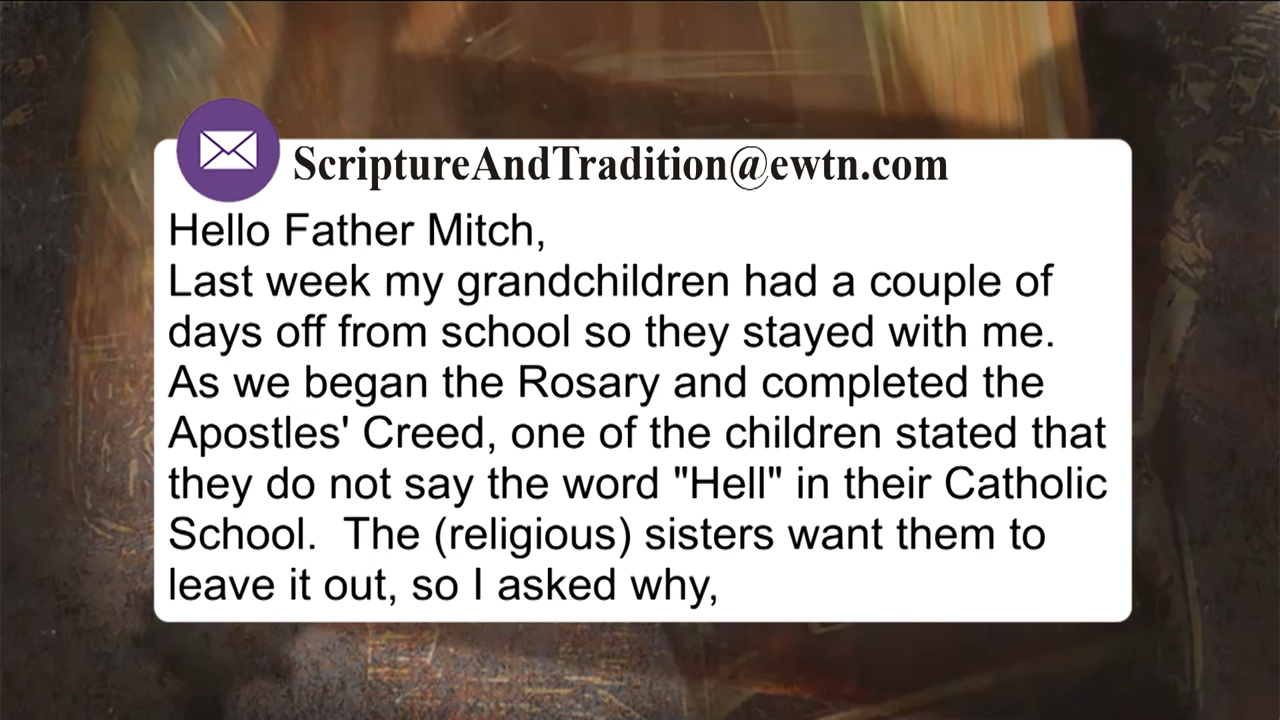 ScriptureAndTradition@ewtn.com
Hello Father Mitch,
Last week my grandchildren had a couple of
days off from school so they stayed with me.
As we began the Rosary and completed the
Apostles' Creed, one of the children stated that
they do not say the word "Hell" in their Catholic
School.  The (religious) sisters want them to
leave it out, so I asked why,